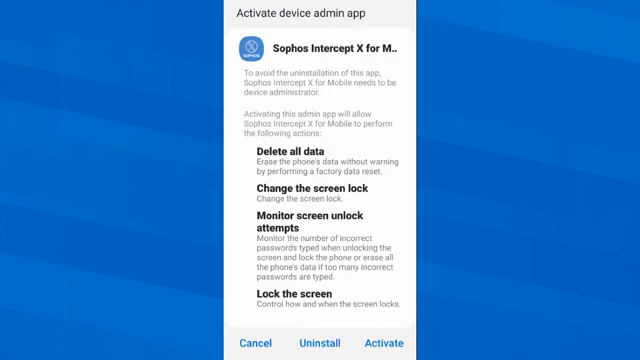 Activate device admin app
SOPHOS
Sophos Intercept X for M..
To avoid the uninstallation of this app,
Sophos Intercept X for Mobile needs to be
device administrator.
Activating this admin app will allow
Sophos Intercept X for Mobile to perform
the following actions:
Delete all data
Erase the phone's data without warning
by performing a factory data reset.
Change the screen lock
Change the screen lock.
Monitor screen unlock
attempts
Monitor the number of incorrect
passwords typed when unlocking the
screen and lock the phone or erase all
the phone's data if too many incorrect
passwords are typed.
Lock the screen
Control how and when the screen locks.
Cancel Uninstall Activate